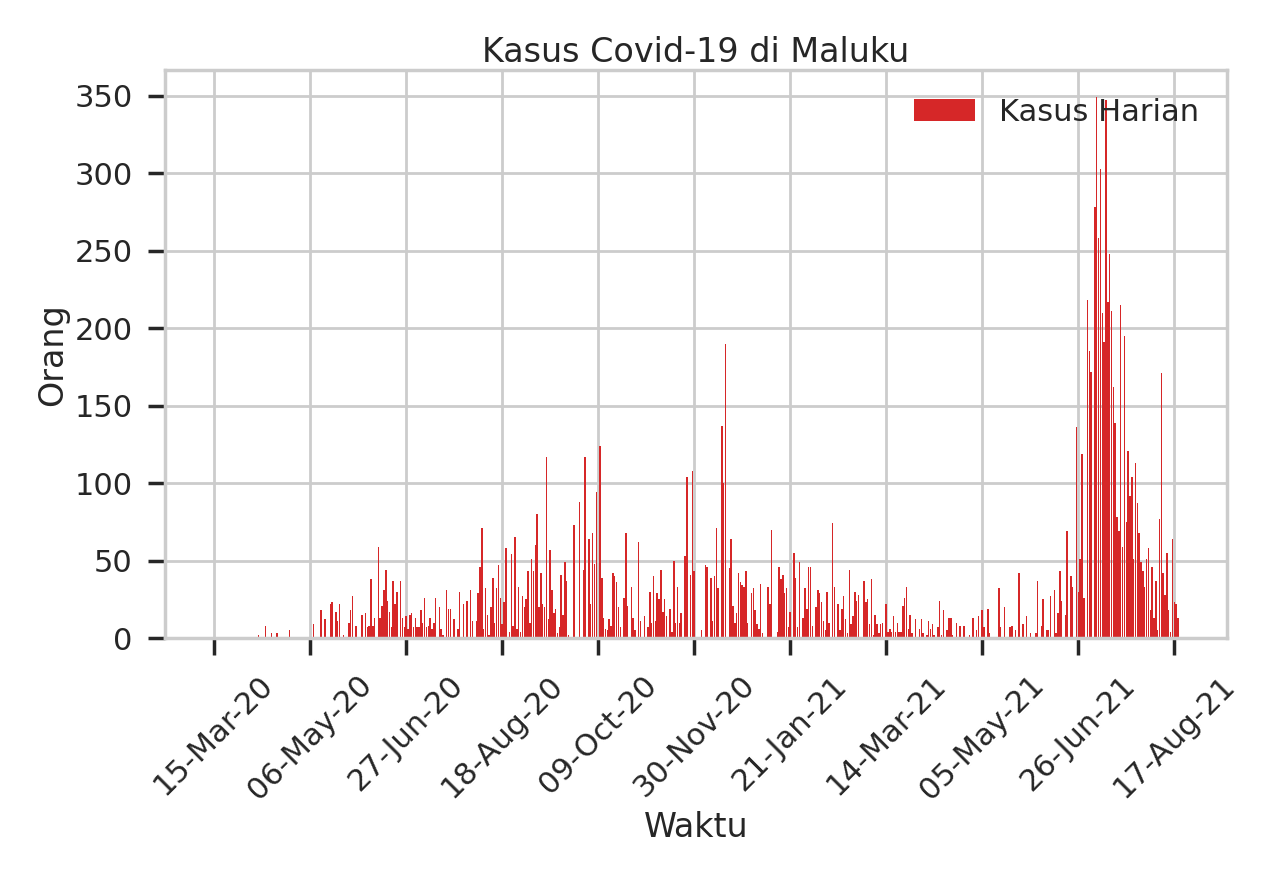 Kasus Covid-19 di Maluku
Kasus Harian
Orang
350
300
250
200
150
100
50
0
15-Mar-20
06-May-20
27-Jun-20
18-Aug-20
09-Oct-20
30-Nov-20
21-Jan-21
14-Mar-21
05-May-21
26-Jun-21
17-Aug-21
Waktu